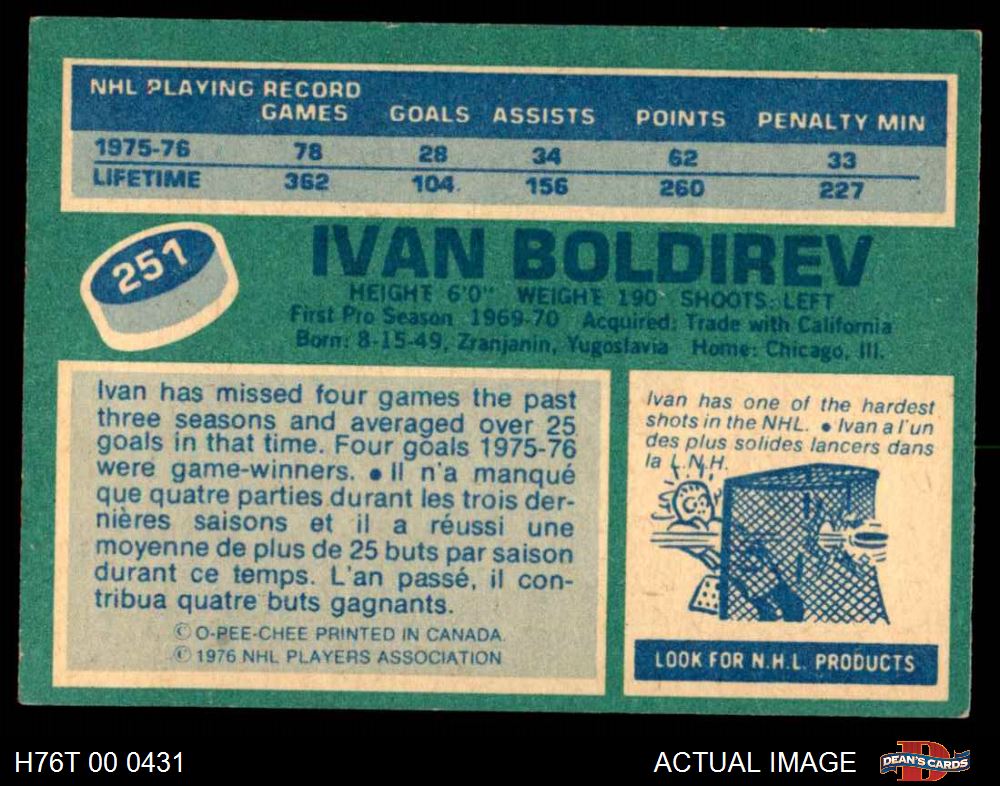 NHL PLAYING RECORD
GAMES GOALS ASSISTS POINTS PENALTY MIN
1975-76 78 28 34 62 33
LIFETIME 362 104 156 260 227
251
IVAN BOLDIREV
HEIGHT 6'0" WEIGHT 190 SHOOTS: LEFT
First Pro Season 1969-70 Acquired: Trade with California
Born: 8-15-49, Zranjanin, Yugoslavia Home: Chicago, Ill.
Ivan has missed four games the past
three seasons and averaged over 25
goals in that time. Four goals 1975-76
were game-winners. ● Il n'a manqué
que quatre parties durant les trois der-
nières saisons et il a réussi une
moyenne de plus de 25 buts par saison
durant ce temps. L'an passé, il con-
tribua quatre buts gagnants.
© O-PEE-CHEE PRINTED IN CANADA.
© 1976 NHL PLAYERS ASSOCIATION
Ivan has one of the hardest
shots in the NHL. ● Ivan a l'un
des plus solides lancers dans
la L.N.H.
LOOK FOR N.H.L. PRODUCTS
H76T 00 0431
ACTUAL IMAGE
DEAN'S CARDS